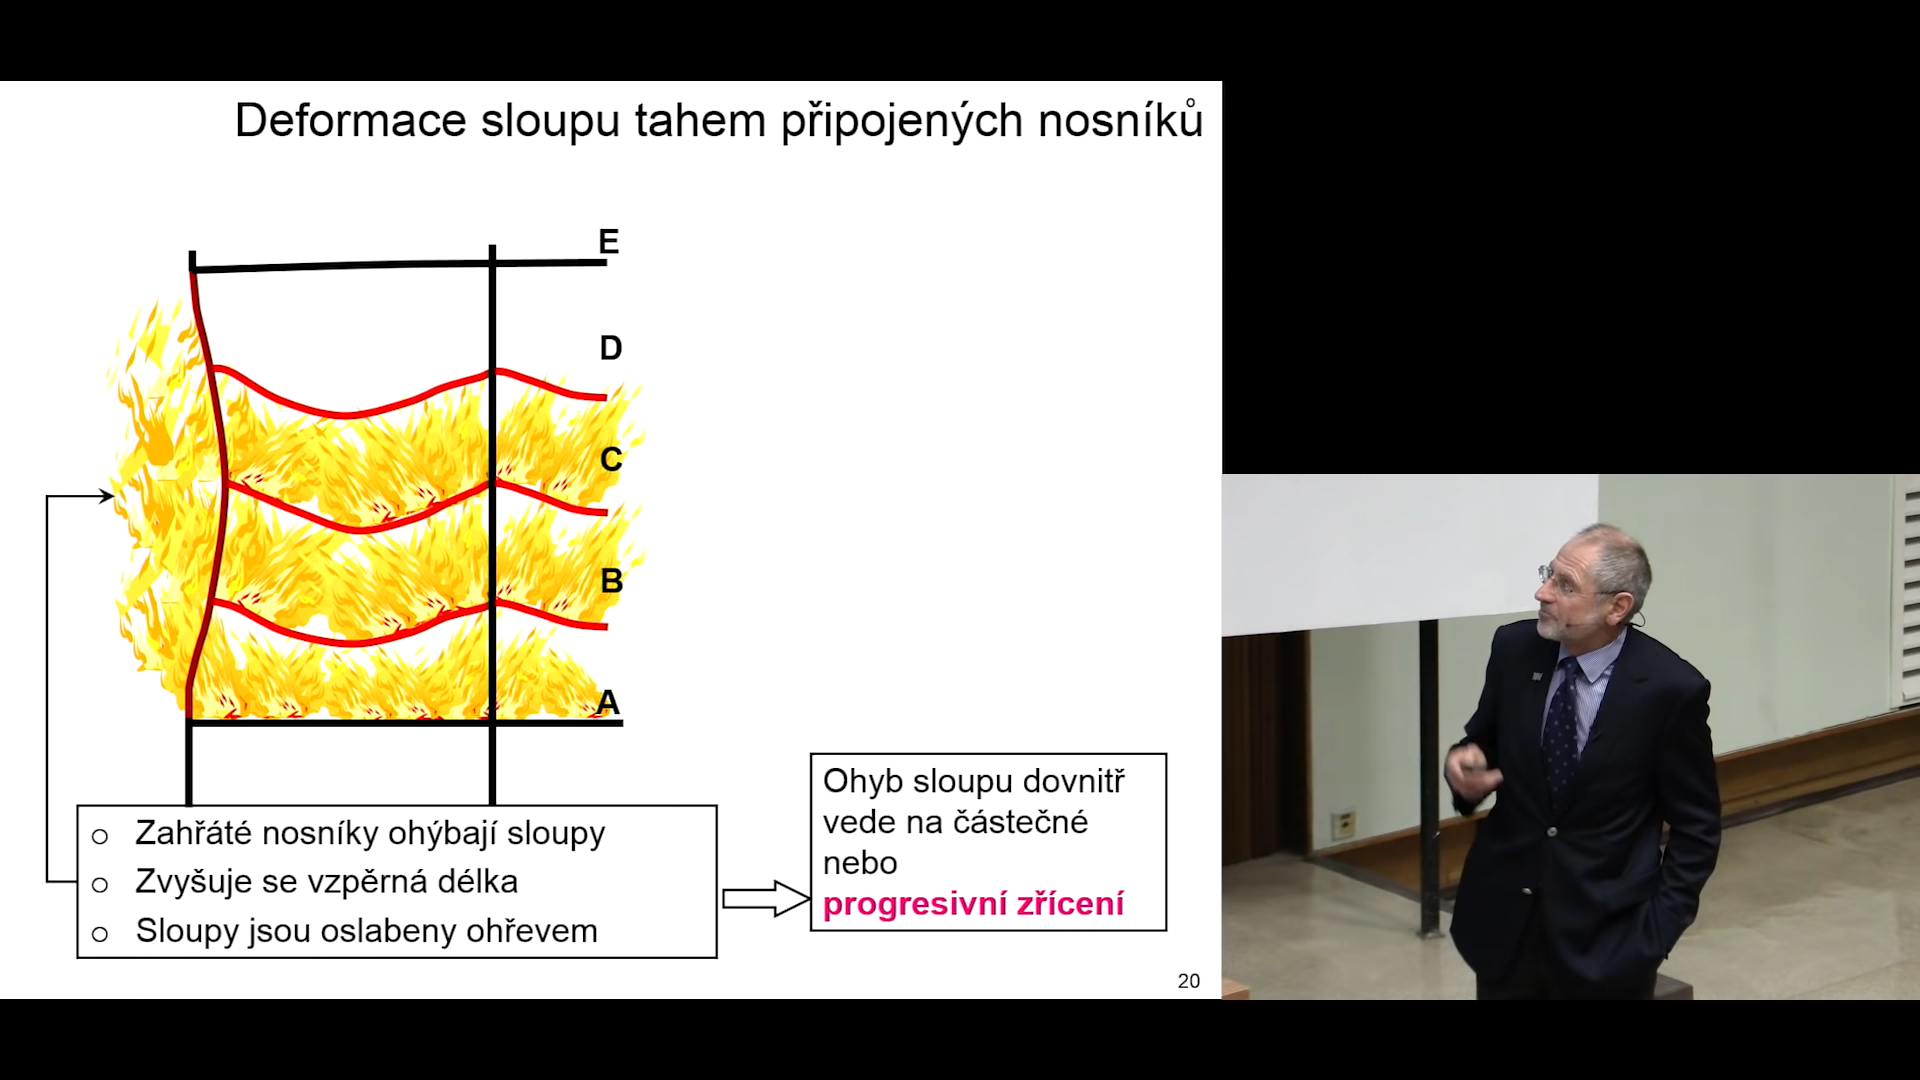 Deformace sloupu tahem připojených nosníků
E
D
C
B
A
o Zahřáté nosníky ohýbají sloupy
o Zvyšuje se vzpěrná délka
o Sloupy jsou oslabeny ohřevem
Ohyb sloupu dovnitř
vede na částečné
nebo
progresivní zřícení
20